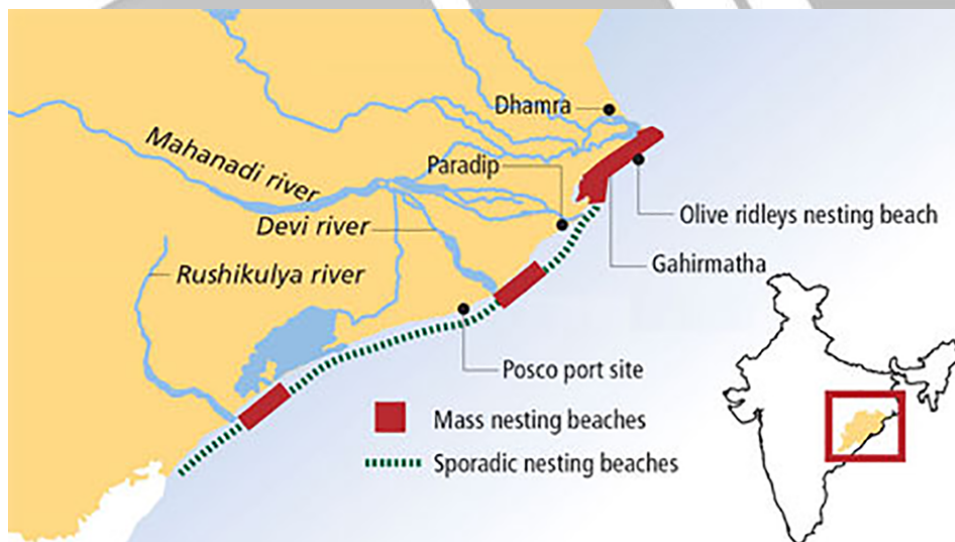 Dhamra
Mahanadi river
Paradip
Olive ridleys nesting beach
Devi river
Gahirmatha
Rushikulya river
Posco port site
Mass nesting beaches
Sporadic nesting beaches